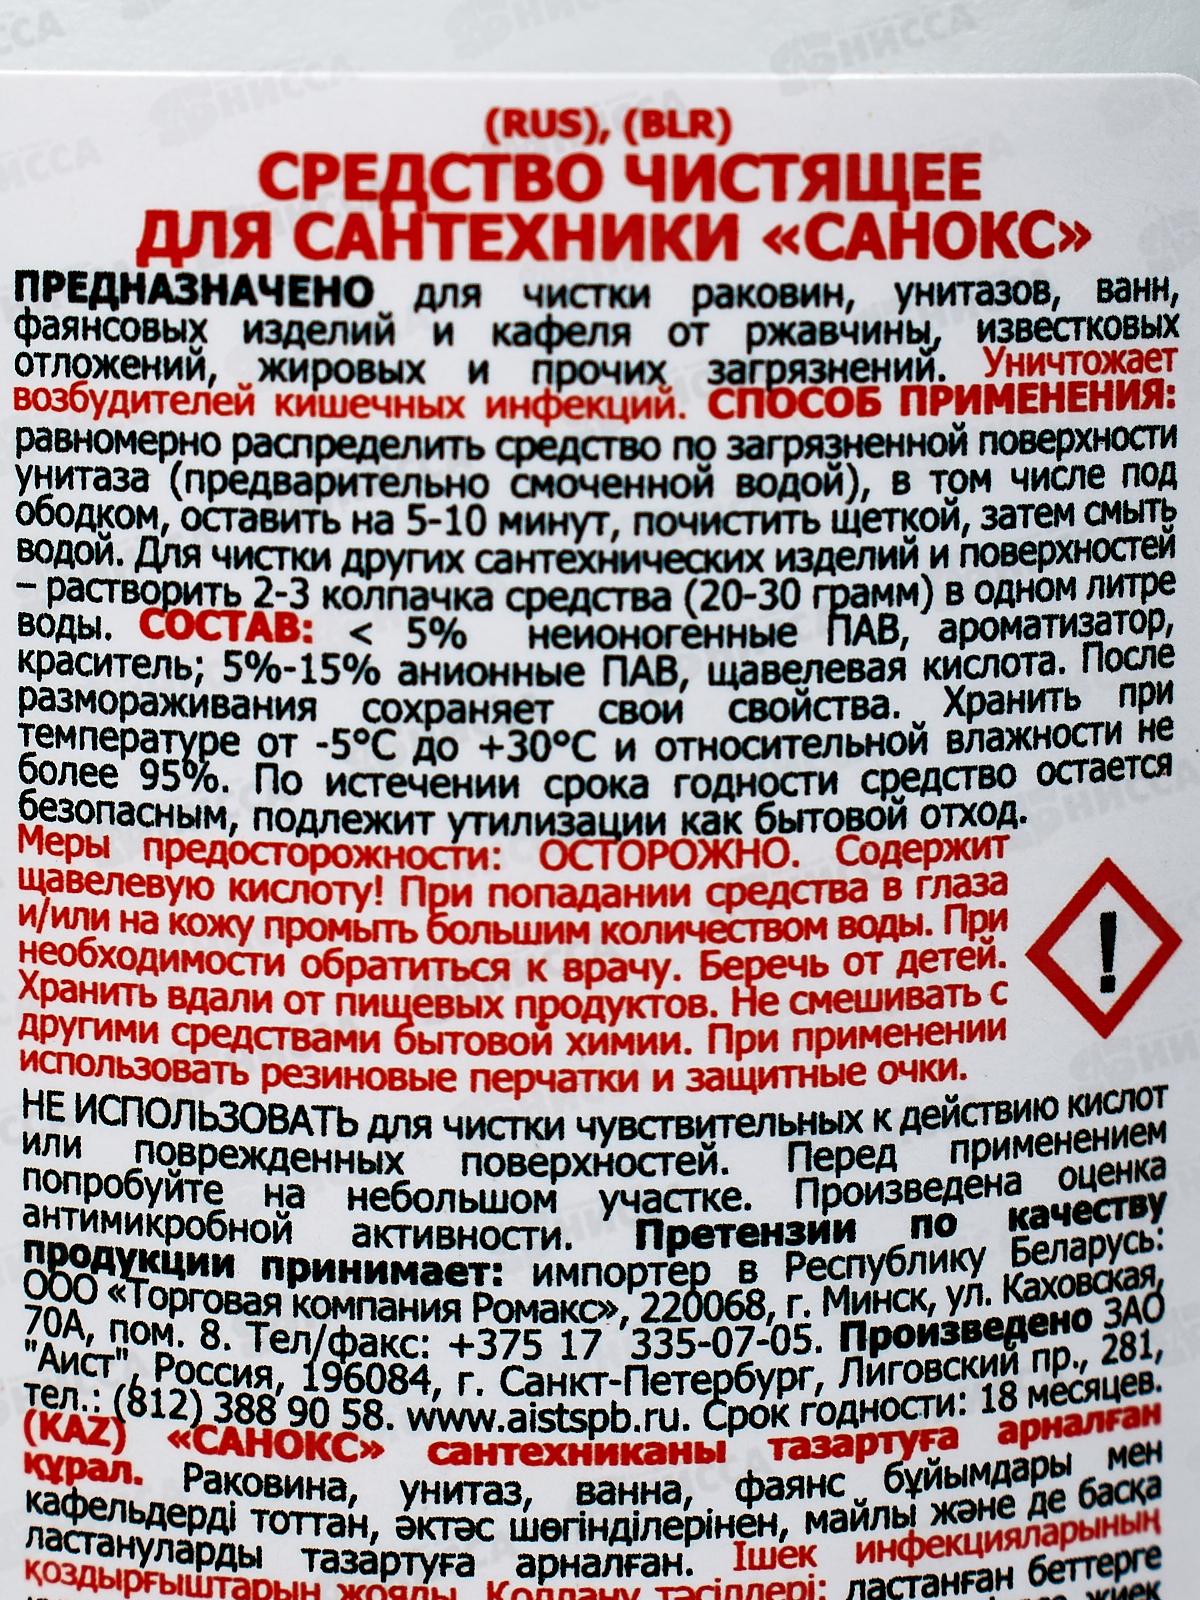 (RUS), (BLR)
СРЕДСТВО ЧИСТЯЩЕЕ
ДЛЯ САНТЕХНИКИ «САНОКС»
ПРЕДНАЗНАЧЕНО для чистки раковин, унитазов, ванн,
фаянсовых изделий и кафеля от ржавчины, известковых
отложений, жировых и прочих загрязнений. Уничтожает
возбудителей кишечных инфекций. СПОСОБ ПРИМЕНЕНИЯ:
равномерно распределить средство по загрязненной поверхности
унитаза (предварительно смоченной водой), в том числе под
ободком, оставить на 5-10 минут, почистить щеткой, затем смыть
водой. Для чистки других сантехнических изделий и поверхностей
– растворить 2-3 колпачка средства (20-30 грамм) в одном литре
воды. СОСТАВ: < 5% неионогенные ПАВ, ароматизатор,
краситель; 5%-15% анионные ПАВ, щавелевая кислота. После
размораживания сохраняет свои свойства. Хранить при
температуре от -5°С до +30°С и относительной влажности не
более 95%. По истечении срока годности средство остается
безопасным, подлежит утилизации как бытовой отход.
Меры предосторожности: ОСТОРОЖНО. Содержит
щавелевую кислоту! При попадании средства в глаза
и/или на кожу промыть большим количеством воды. При
необходимости обратиться к врачу. Беречь от детей.
Хранить вдали от пищевых продуктов. Не смешивать с
другими средствами бытовой химии. При применении
использовать резиновые перчатки и защитные очки.
!
НЕ ИСПОЛЬЗОВАТЬ для чистки чувствительных к действию кислот
или поврежденных поверхностей. Перед применением
попробуйте на небольшом участке. Произведена оценка
антимикробной активности. Претензии по качеству
продукции принимает: импортер в Республику Беларусь:
ООО «Торговая компания Ромакс», 220068, г. Минск, ул. Каховская,
70А, пом. 8. Тел/факс: +375 17 335-07-05. Произведено ЗАО
"Аист", Россия, 196084, г. Санкт-Петербург, Лиговский пр., 281,
тел.: (812) 388 90 58. www.aistspb.ru. Срок годности: 18 месяцев.
(KAZ) «САНОКС» сантехниканы тазартуға арналған
құрал. Раковина, унитаз, ванна, фаянс бұйымдары мен
кафельдерді тоттан, әктәс шөгінділерінен, майлы және де басқа
ластануларды тазартуға арналған. Ішек инфекцияларының
қоздырғыштарын жояды. Қолдану тәсілдері: ластанған беттерге
жиек